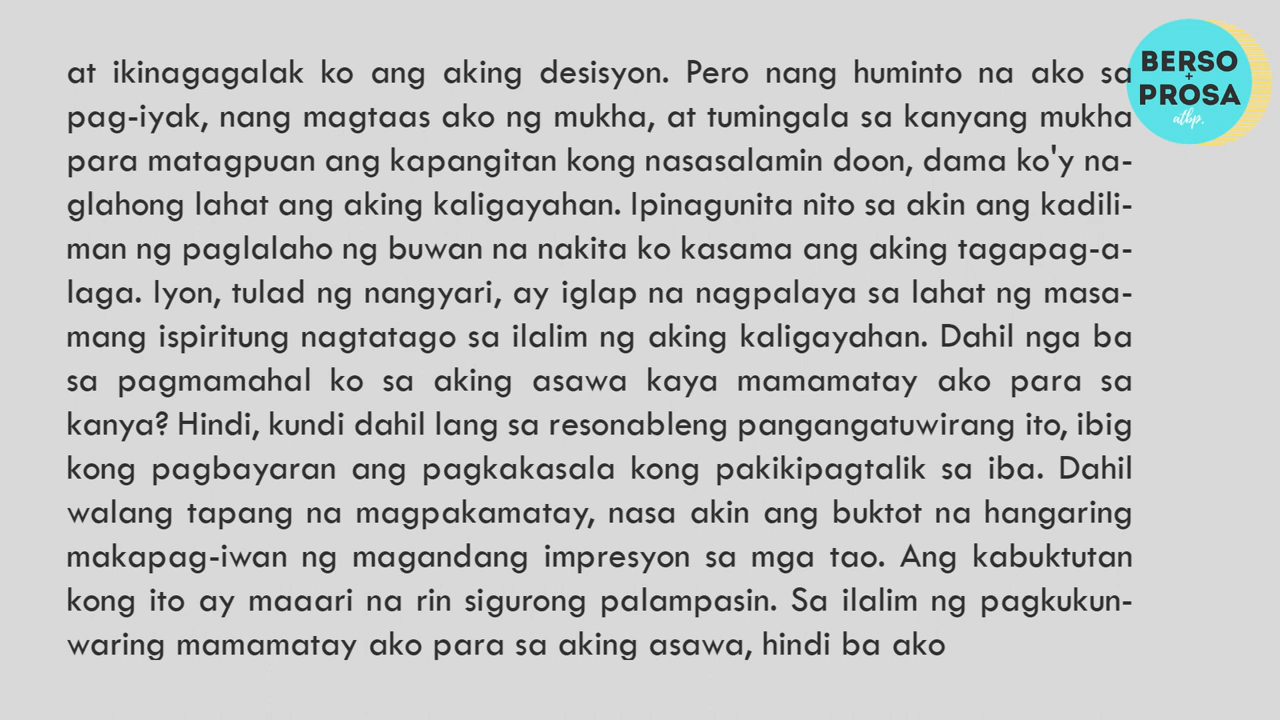 at ikinagagalak ko ang aking desisyon. Pero nang huminto na ako sa
pag-iyak, nang magtaas ako ng mukha, at tumingala sa kanyang mukha
para matagpuan ang kapangitan kong nasasalamin doon, dama ko'y na-
glahong lahat ang aking kaligayahan. Ipinagunita nito sa akin ang kadili-
man ng paglalaho ng buwan na nakita ko kasama ang aking tagapag-a-
laga. Iyon, tulad ng nangyari, ay iglap na nagpalaya sa lahat ng masa-
mang ispiritung nagtatago sa ilalim ng aking kaligayahan. Dahil nga ba
sa pagmamahal ko sa aking asawa kaya mamamatay ako para sa
kanya? Hindi, kundi dahil lang sa resonableng pangangatuwirang ito, ibig
kong pagbayaran ang pagkakasala kong pakikipagtalik sa iba. Dahil
walang tapang na magpakamatay, nasa akin ang buktot na hangaring
makapag-iwan ng magandang impresyon sa mga tao. Ang kabuktutan
kong ito ay maaari na rin sigurong palampasin. Sa ilalim ng pagkukun-
waring mamamatay ako para sa aking asawa, hindi ba ako
BERSO
+
PROSA
atbp.